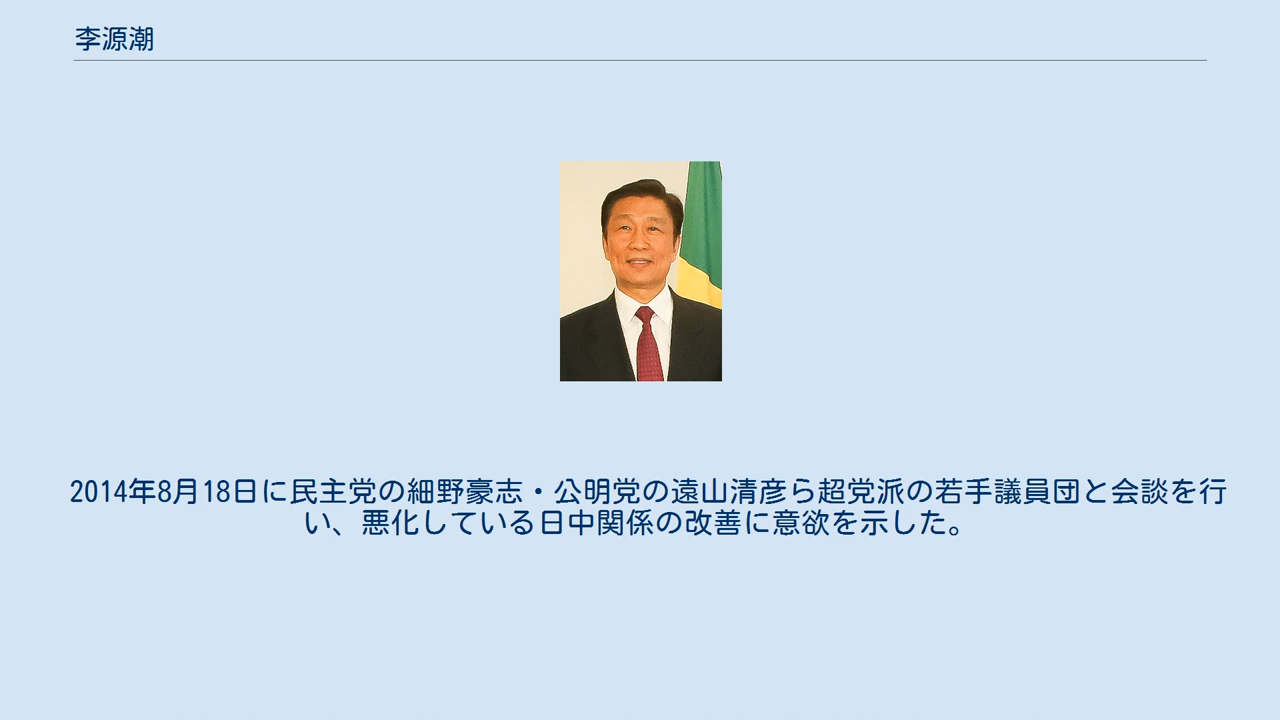 李源潮
2014年8月18日に民主党の細野豪志・公明党の遠山清彦ら超党派の若手議員団と会談を行
い、悪化している日中関係の改善に意欲を示した。